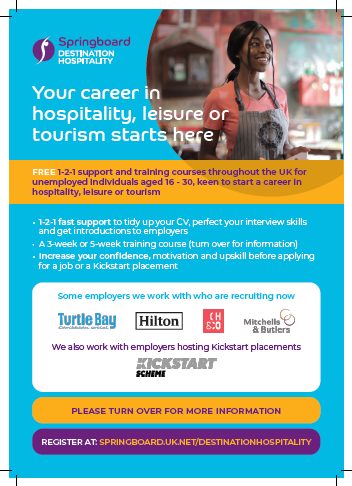 Springboard
DESTINATION
HOSPITALITY
Your career in
hospitality, leisure or
tourism starts here
FREE 1-2-1 support and training courses throughout the UK for
unemployed individuals aged 16 - 30, keen to start a career in
hospitality, leisure or tourism
• 1-2-1 fast support to tidy up your CV, perfect your interview skills
and get introductions to employers
• A 3-week or 5-week training course (turn over for information)
• Increase your confidence, motivation and upskill before applying
for a job or a Kickstart placement
Some employers we work with who are recruiting now
Turtle Bay
Hilton
CH
&CO
Mitchells
& Butlers
We also work with employers hosting Kickstart placements
KICKSTART
SCHEME
PLEASE TURN OVER FOR MORE INFORMATION
REGISTER AT: SPRINGBOARD.UK.NET/DESTINATIONHOSPITALITY